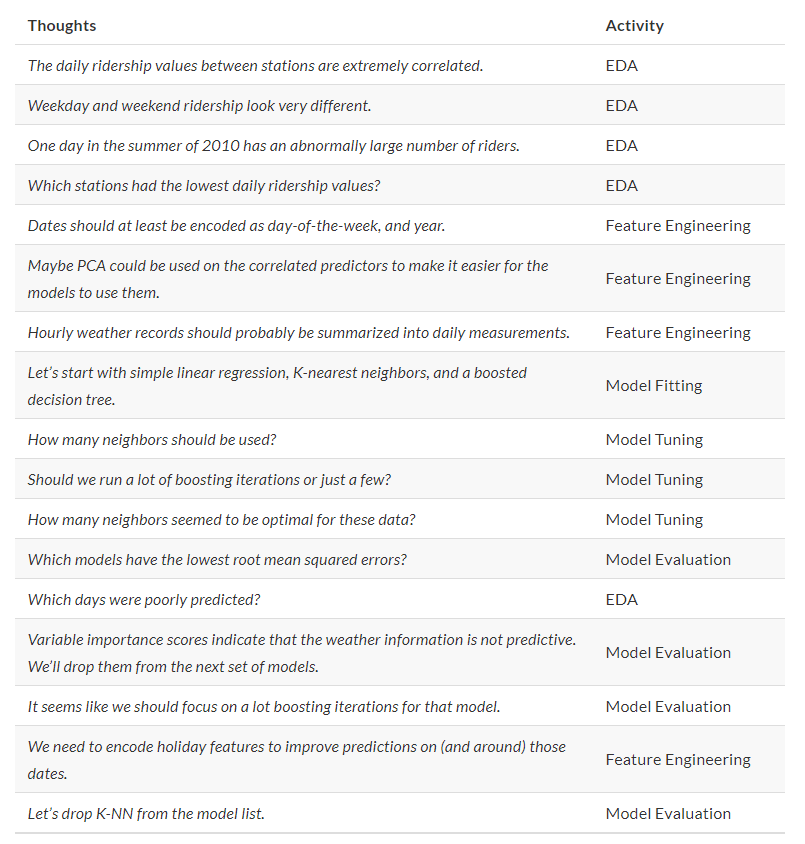 Thoughts Activity
The daily ridership values between stations are extremely correlated. EDA
Weekday and weekend ridership look very different. EDA
One day in the summer of 2010 has an abnormally large number of riders. EDA
Which stations had the lowest daily ridership values? EDA
Dates should at least be encoded as day-of-the-week, and year. Feature Engineering
Maybe PCA could be used on the correlated predictors to make it easier for the
models to use them. Feature Engineering
Hourly weather records should probably be summarized into daily measurements. Feature Engineering
Let’s start with simple linear regression, K-nearest neighbors, and a boosted
decision tree. Model Fitting
How many neighbors should be used? Model Tuning
Should we run a lot of boosting iterations or just a few? Model Tuning
How many neighbors seemed to be optimal for these data? Model Tuning
Which models have the lowest root mean squared errors? Model Evaluation
Which days were poorly predicted? EDA
Variable importance scores indicate that the weather information is not predictive.
We’ll drop them from the next set of models. Model Evaluation
It seems like we should focus on a lot boosting iterations for that model. Model Evaluation
We need to encode holiday features to improve predictions on (and around) those
dates. Feature Engineering
Let’s drop K-NN from the model list. Model Evaluation